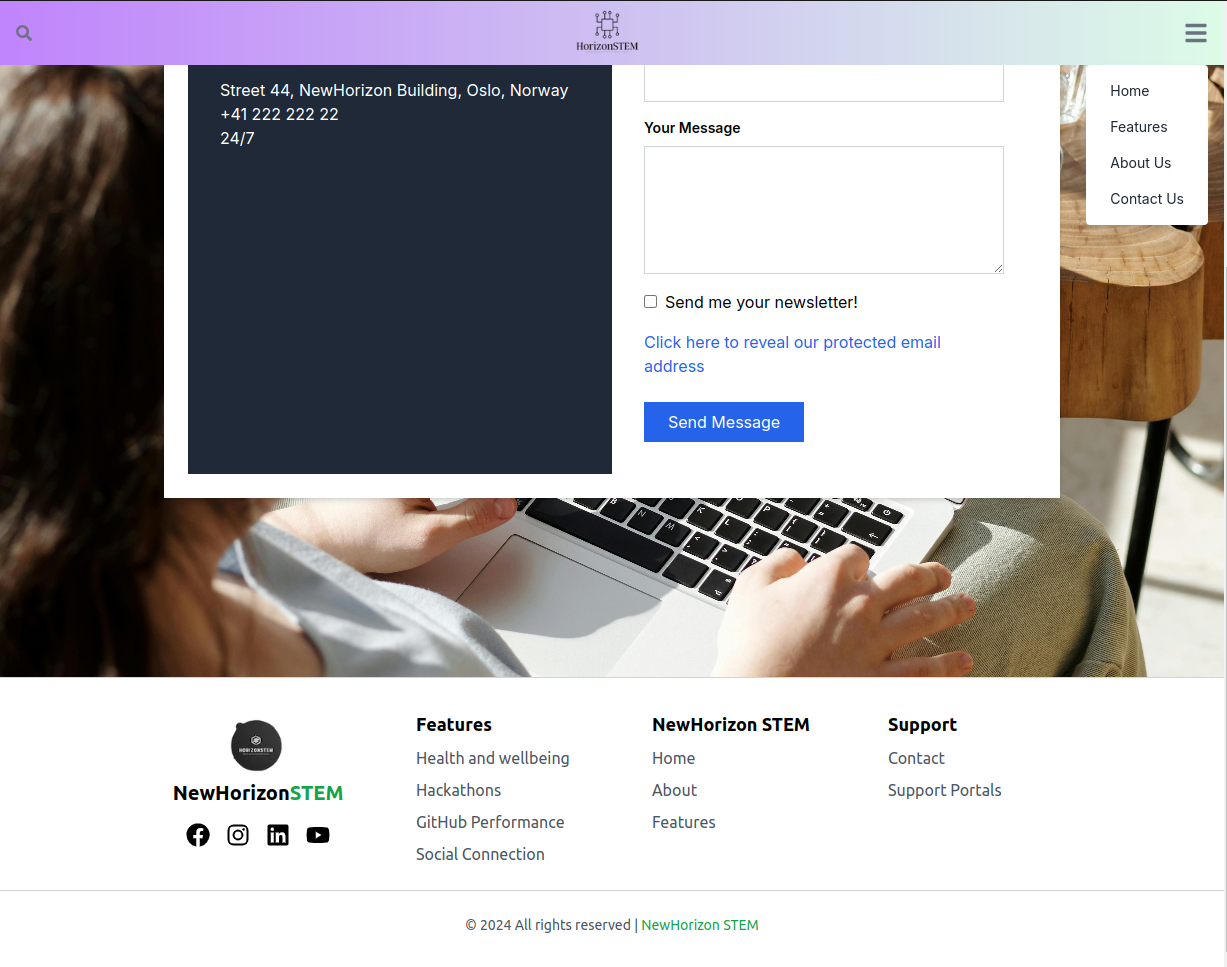 HorizonSTEM
Street 44, NewHorizon Building, Oslo, Norway
+41 222 222 22
24/7
Your Message
Send me your newsletter!
Click here to reveal our protected email
address
Send Message
Home
Features
About Us
Contact Us
HORIZONSTEM
NewHorizonSTEM
Features
Health and wellbeing
Hackathons
GitHub Performance
Social Connection
NewHorizon STEM
Home
About
Features
Support
Contact
Support Portals
© 2024 All rights reserved | NewHorizon STEM